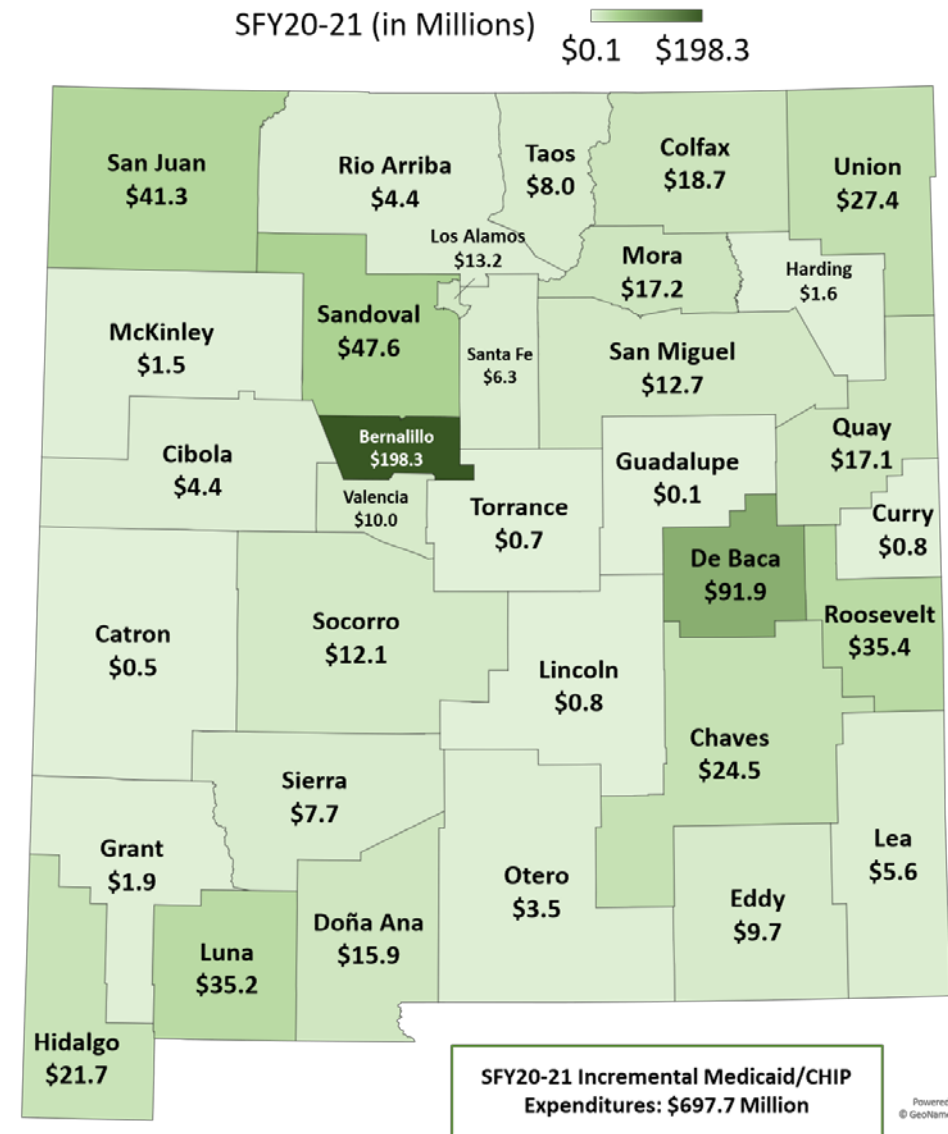 SFY20-21 (in Millions)
$0.1 $198.3
San Juan
$41.3
Rio Arriba
$4.4
Taos
$8.0
Colfax
$18.7
Union
$27.4
Los Alamos
$13.2
Mora
$17.2
Harding
$1.6
McKinley
$1.5
Sandoval
$47.6
Santa Fe
$6.3
San Miguel
$12.7
Cibola
$4.4
Bernalillo
$198.3
Valencia
$10.0
Torrance
$0.7
Guadalupe
$0.1
Quay
$17.1
Curry
$0.8
De Baca
$91.9
Roosevelt
$35.4
Catron
$0.5
Socorro
$12.1
Lincoln
$0.8
Chaves
$24.5
Sierra
$7.7
Grant
$1.9
Otero
$3.5
Lea
$5.6
Eddy
$9.7
Luna
$35.2
Doña Ana
$15.9
Hidalgo
$21.7
SFY20-21 Incremental Medicaid/CHIP
Expenditures: $697.7 Million
Powered
© GeoName